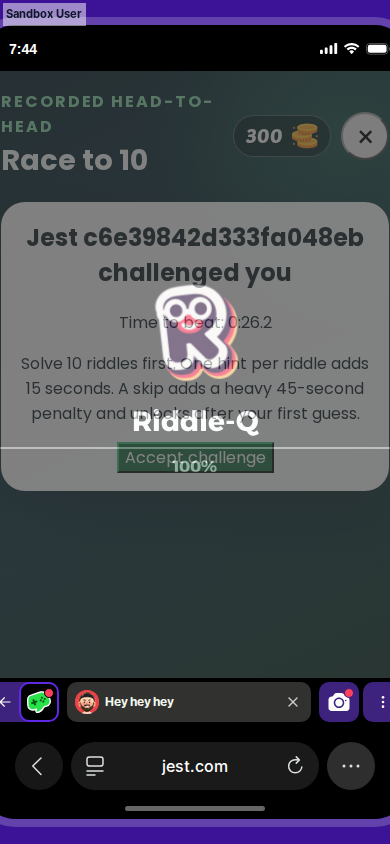 Sandbox User
7:44
RECORDED HEAD-TO-
HEAD
Race to 10
300
Jest c6e39842d333fa048eb
challenged you
Time to beat: 0:26.2
Solve 10 riddles first. One hint per riddle adds
15 seconds. A skip adds a heavy 45-second
penalty and unlocks after your first guess.
Riddle-Q
Accept challenge
100%
Hey hey hey
jest.com